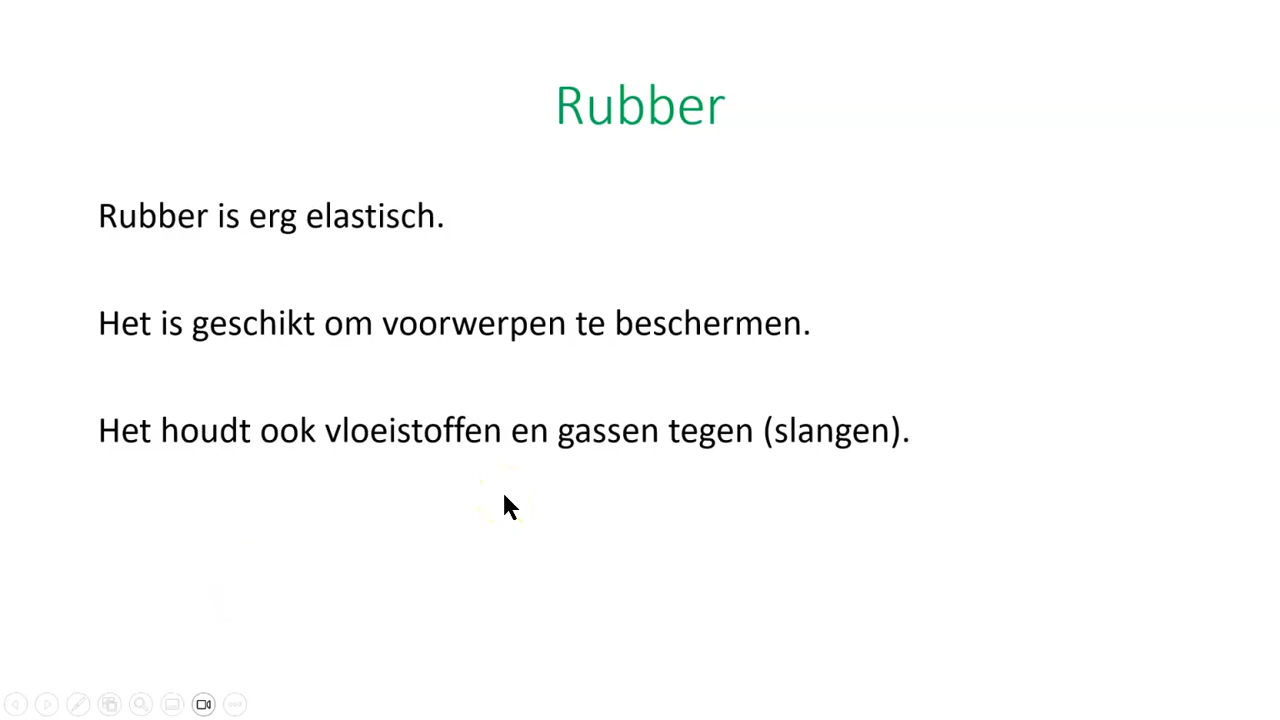 Rubber
Rubber is erg elastisch.
Het is geschikt om voorwerpen te beschermen.
Het houdt ook vloeistoffen en gassen tegen (slangen).